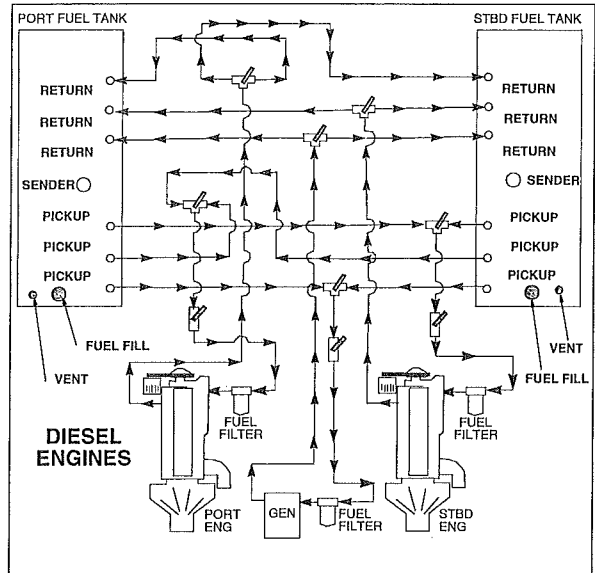 PORT FUEL TANK
STBD FUEL TANK
RETURN
RETURN
RETURN
SENDER
PICKUP
PICKUP
PICKUP
RETURN
RETURN
RETURN
SENDER
PICKUP
PICKUP
PICKUP
FUEL FILL
VENT
VENT
FUEL FILL
DIESEL
ENGINES
FUEL
FILTER
FUEL
FILTER
PORT
ENG
GEN
FUEL
FILTER
STBD
ENG